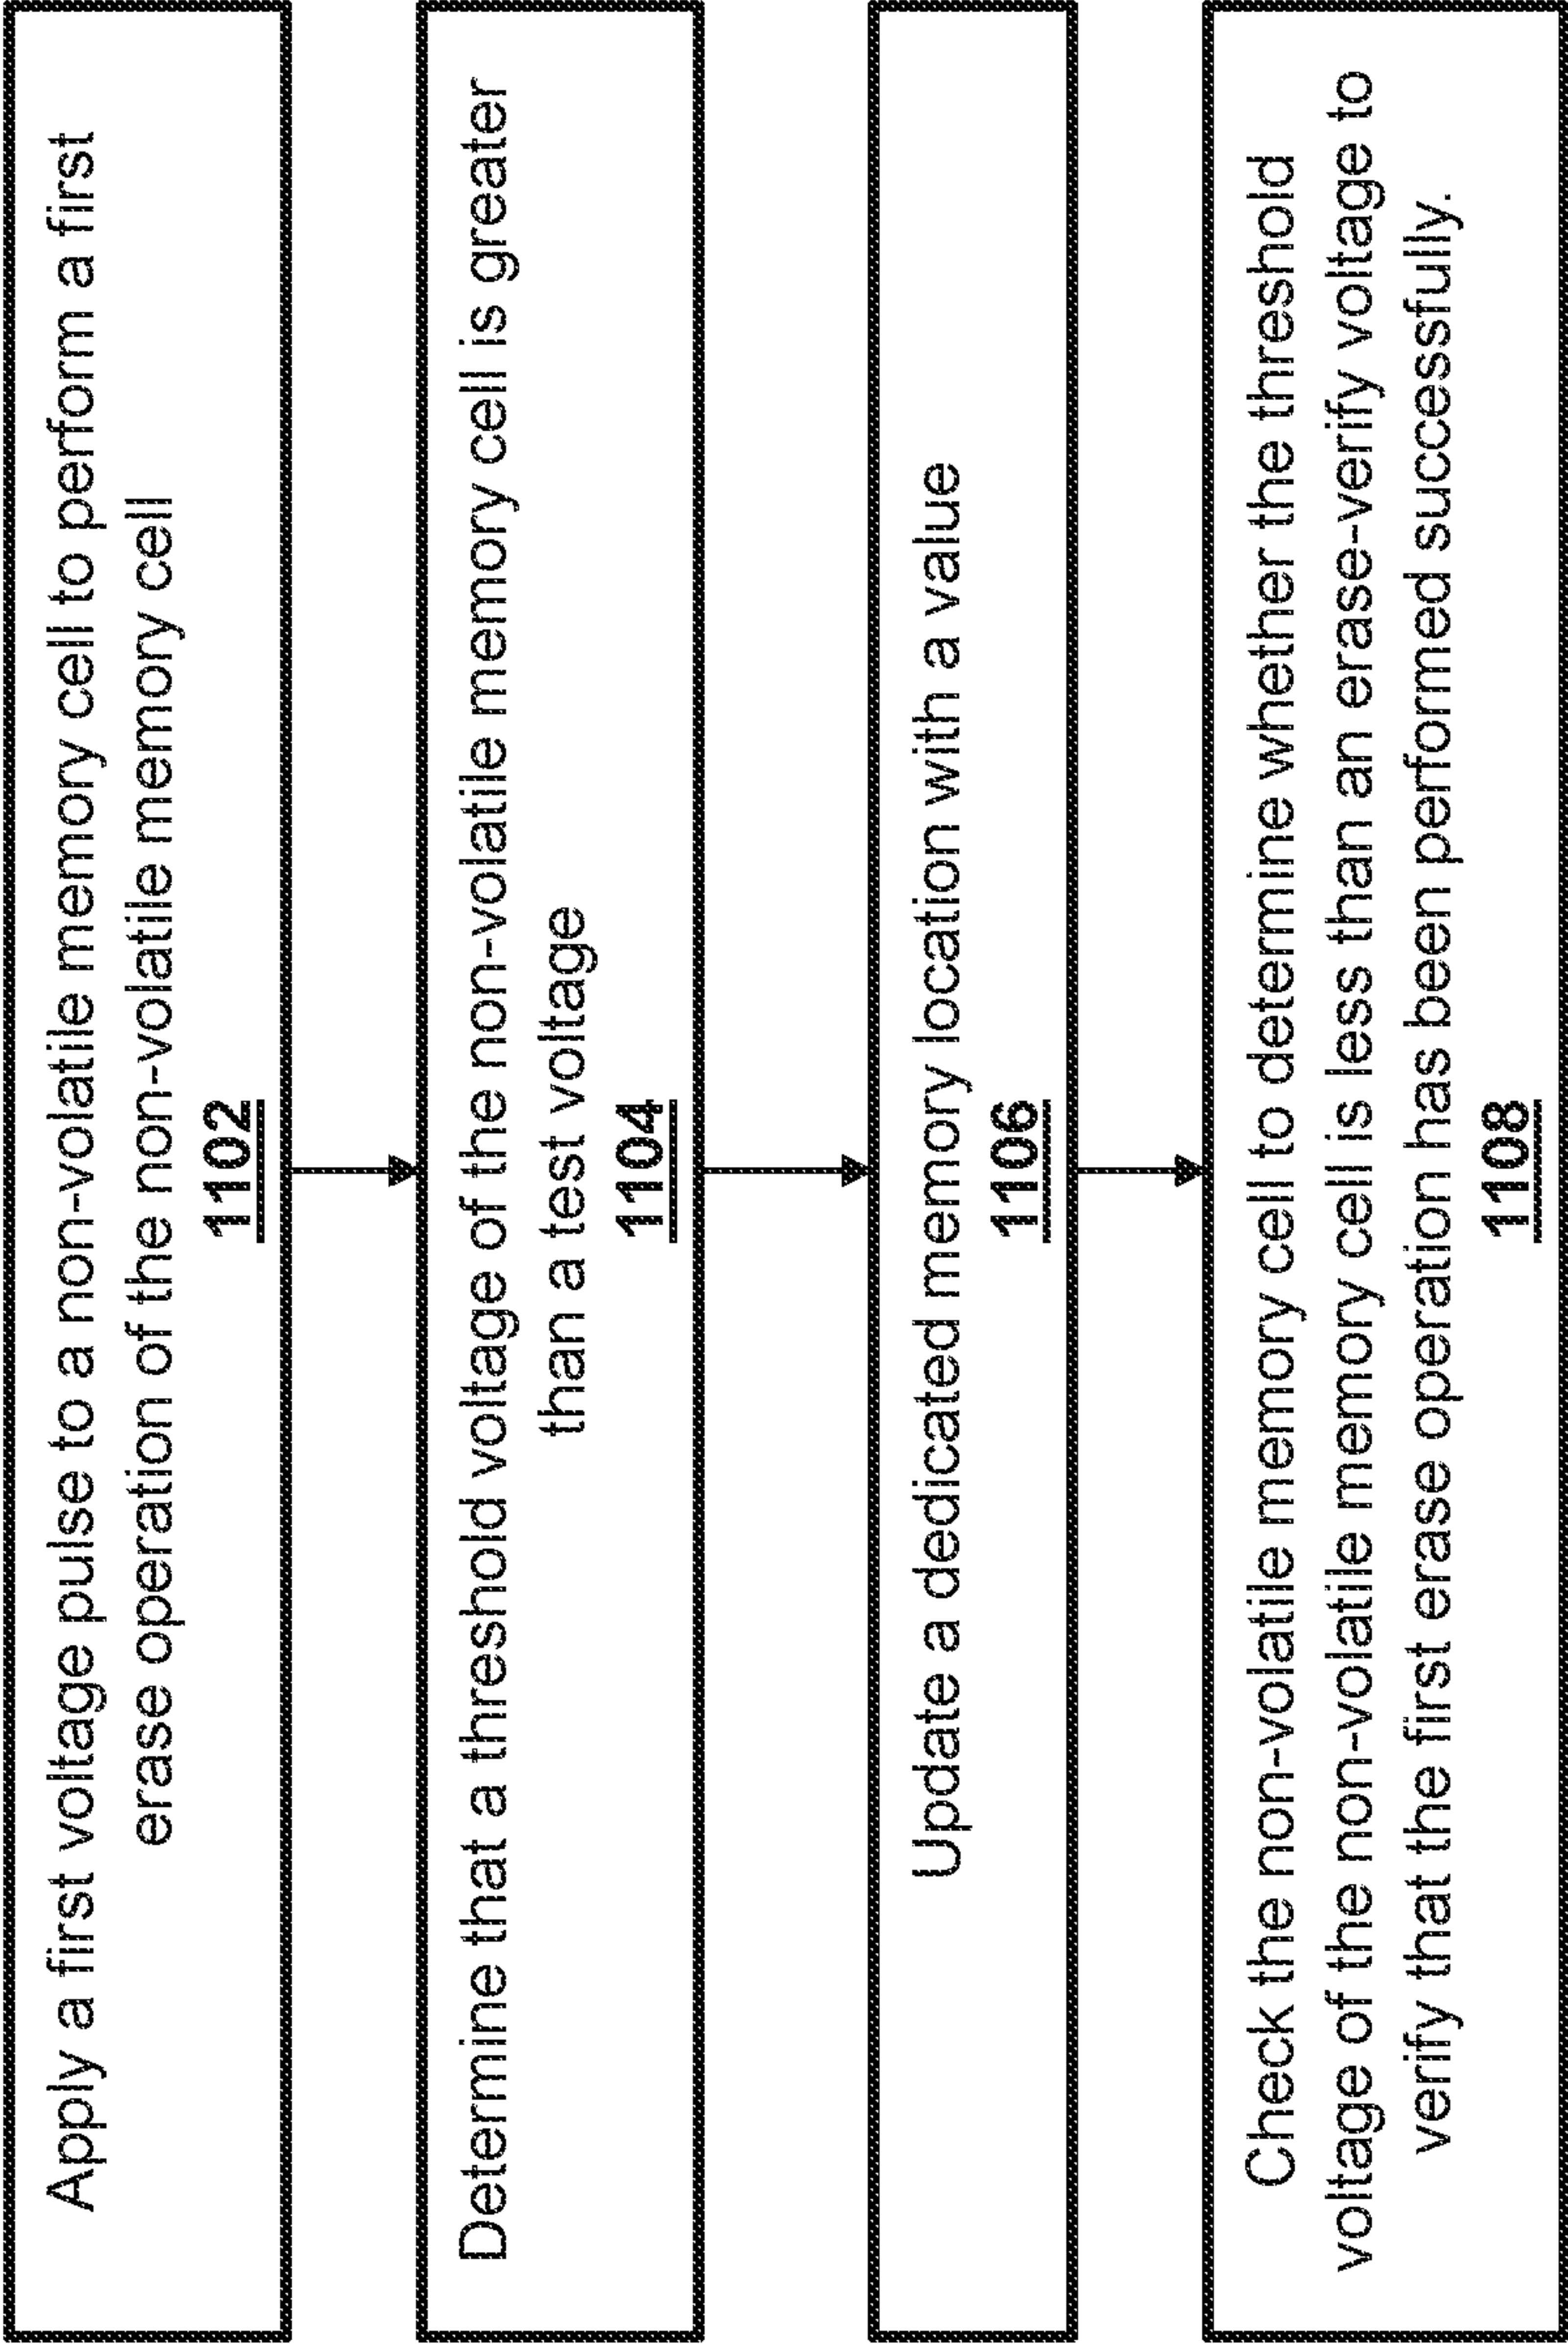 Apply a first voltage pulse to a non-volatile memory cell to perform a first
erase operation of the non-volatile memory cell
1102
Determine that a threshold voltage of the non-volatile memory cell is greater
than a test voltage
1104
Update a dedicated memory location with a value
1106
Check the non-volatile memory cell to determine whether the threshold
voltage of the non-volatile memory cell is less than an erase-verify voltage to
verify that the first erase operation has been performed successfully.
1108